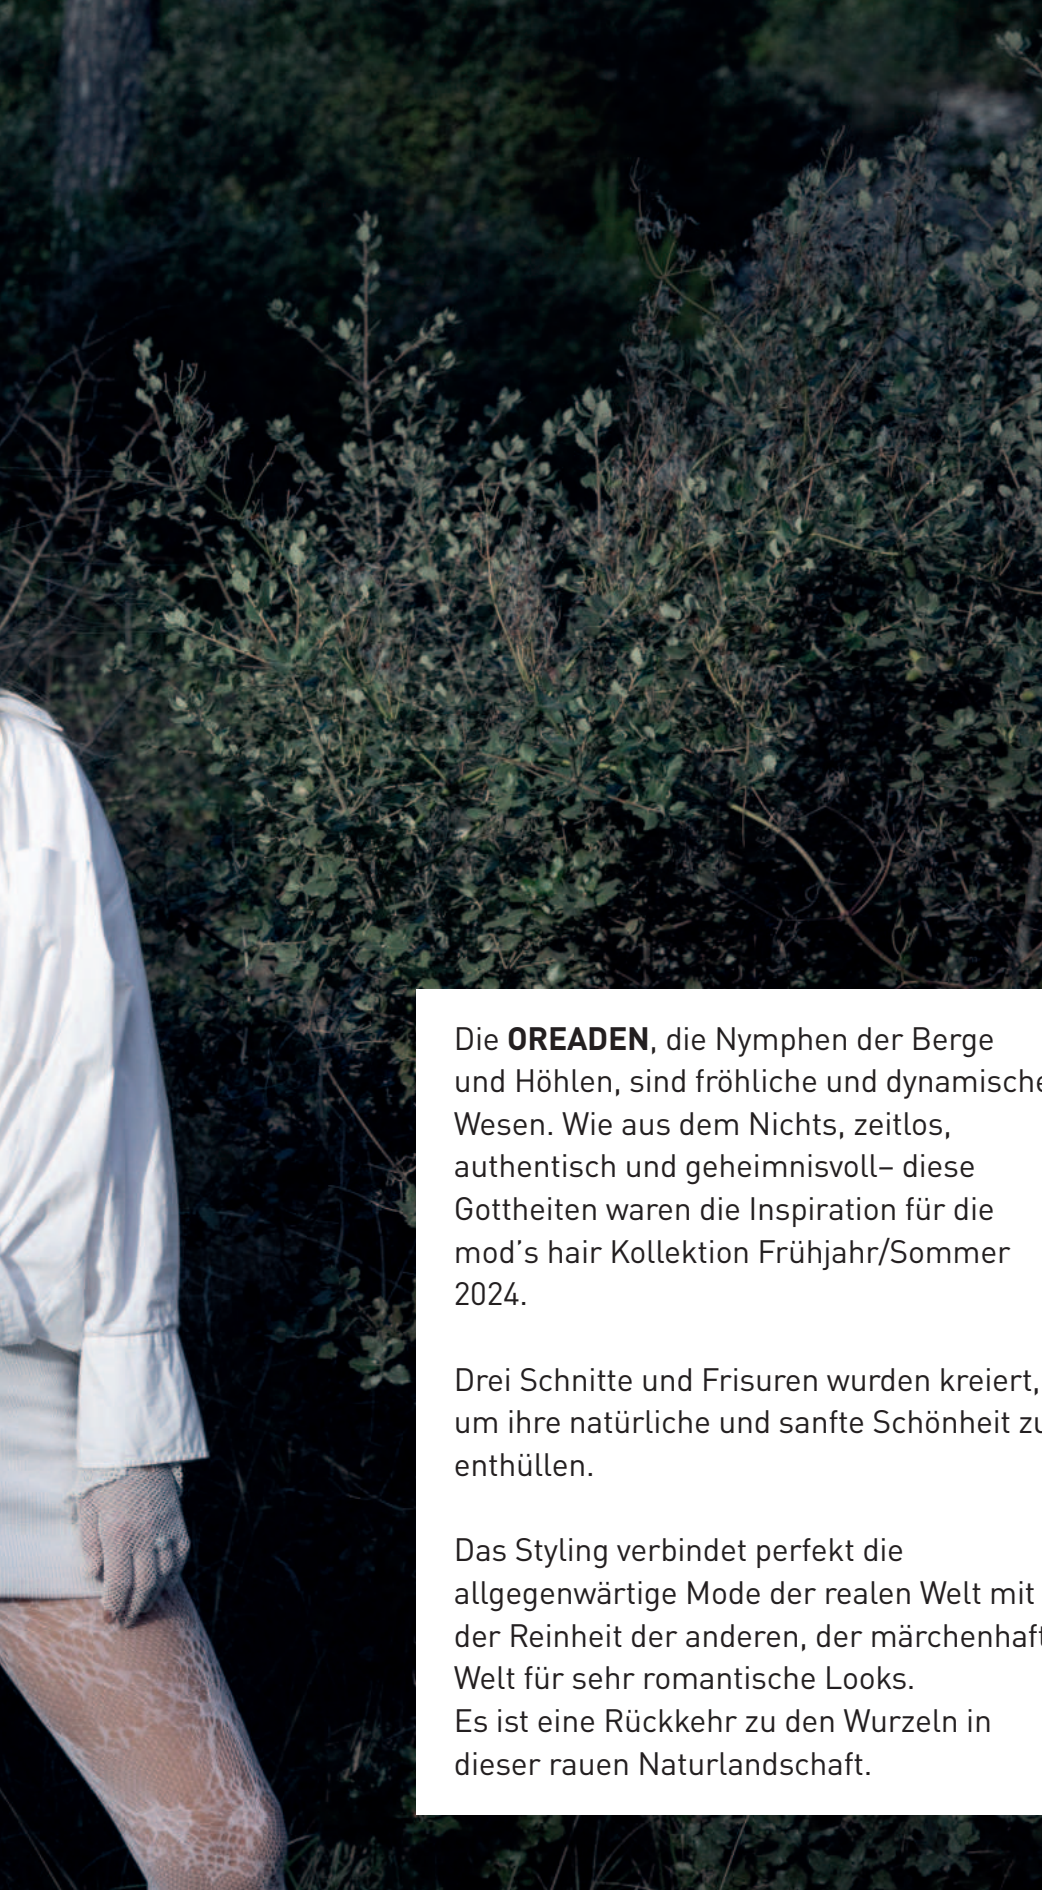 Die OREADEN, die Nymphen der Berge
und Höhlen, sind fröhliche und dynamische
Wesen. Wie aus dem Nichts, zeitlos,
authentisch und geheimnisvoll– diese
Gottheiten waren die Inspiration für die
mod’s hair Kollektion Frühjahr/Sommer
2024.
Drei Schnitte und Frisuren wurden kreiert,
um ihre natürliche und sanfte Schönheit zu
enthüllen.
Das Styling verbindet perfekt die
allgegenwärtige Mode der realen Welt mit
der Reinheit der anderen, der märchenhaft
Welt für sehr romantische Looks.
Es ist eine Rückkehr zu den Wurzeln in
dieser rauen Naturlandschaft.